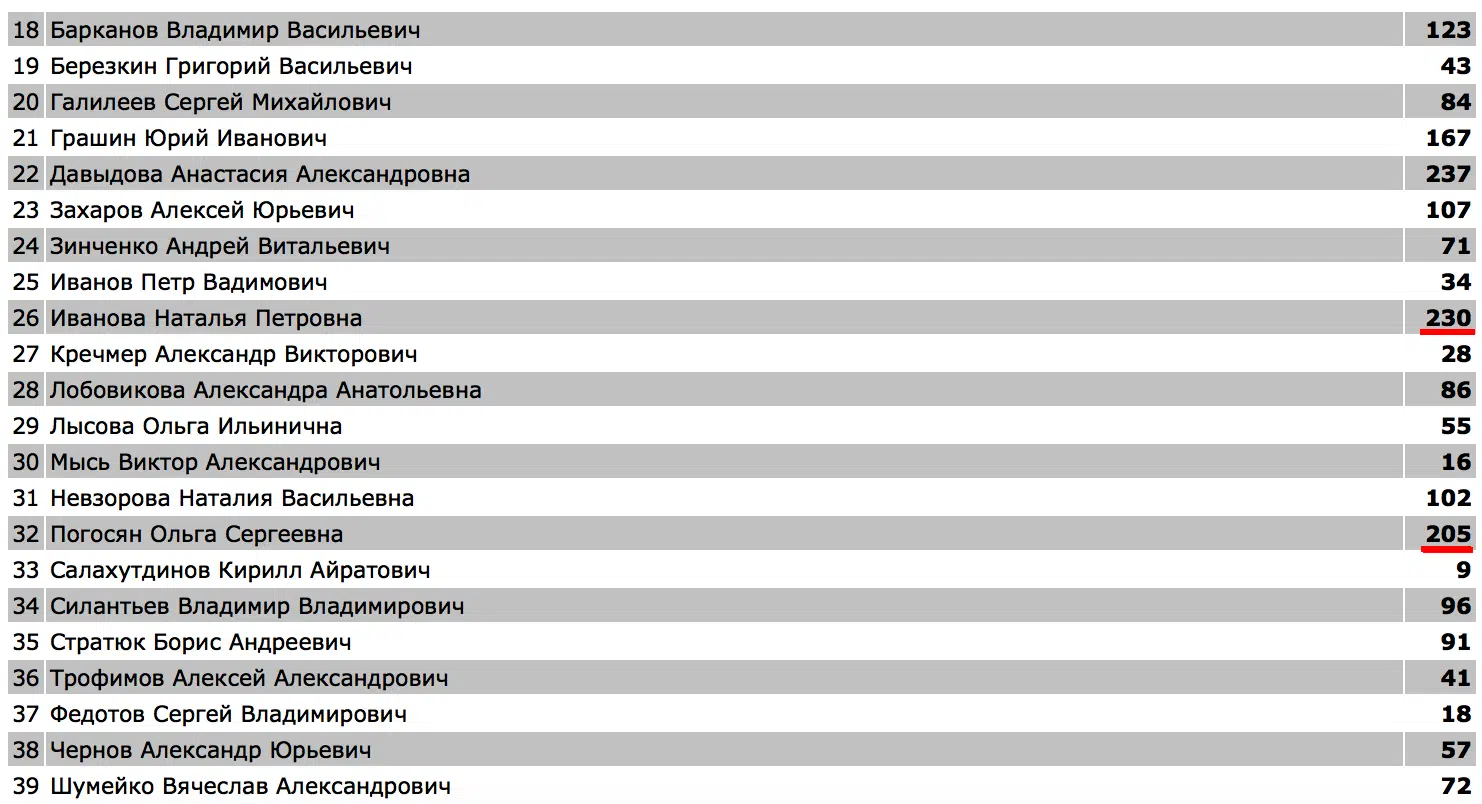 18 Барканов Владимир Васильевич 123
19 Березкин Григорий Васильевич 43
20 Галилеев Сергей Михайлович 84
21 Грашин Юрий Иванович 167
22 Давыдова Анастасия Александровна 237
23 Захаров Алексей Юрьевич 107
24 Зинченко Андрей Витальевич 71
25 Иванов Петр Вадимович 34
26 Иванова Наталья Петровна 230
27 Кречмер Александр Викторович 28
28 Лобовикова Александра Анатольевна 86
29 Лысова Ольга Ильинична 55
30 Мысь Виктор Александрович 16
31 Невзорова Наталия Васильевна 102
32 Погосян Ольга Сергеевна 205
33 Салахутдинов Кирилл Айратович 9
34 Силантьев Владимир Владимирович 96
35 Стратюк Борис Андреевич 91
36 Трофимов Алексей Александрович 41
37 Федотов Сергей Владимирович 18
38 Чернов Александр Юрьевич 57
39 Шумейко Вячеслав Александрович 72